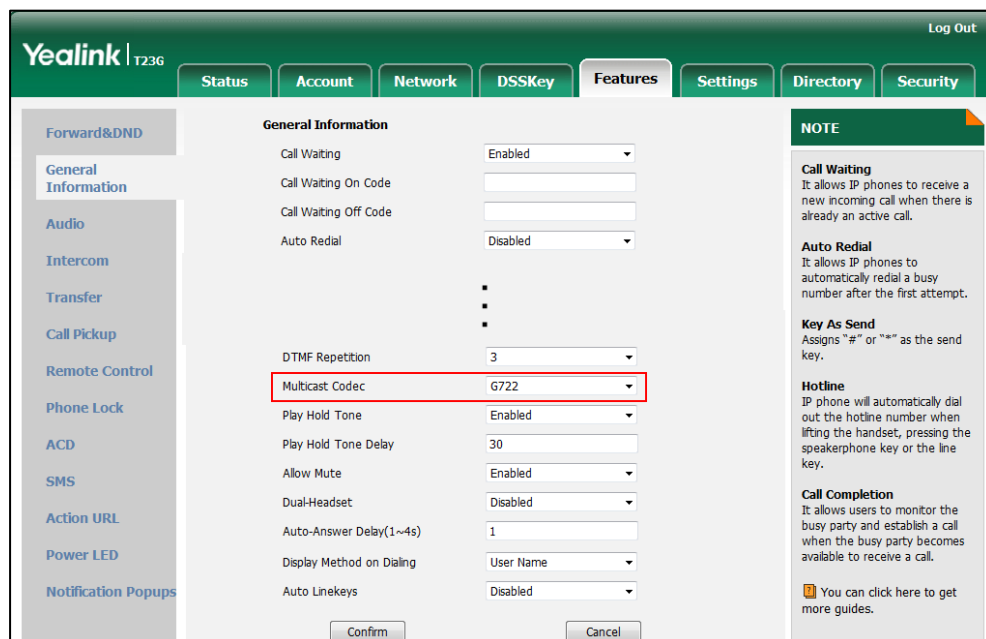 Log Out
Yealink T23G
Status Account Network DSSKey Features Settings Directory Security
Forward&DND
General
Information
Audio
Intercom
Transfer
Call Pickup
Remote Control
Phone Lock
ACD
SMS
Action URL
Power LED
Notification Popups
General Information
Call Waiting Enabled
Call Waiting On Code
Call Waiting Off Code
Auto Redial Disabled
DTMF Repetition 3
Multicast Codec G722
Play Hold Tone Enabled
Play Hold Tone Delay 30
Allow Mute Enabled
Dual-Headset Disabled
Auto-Answer Delay(1~4s) 1
Display Method on Dialing User Name
Auto Linekeys Disabled
Confirm Cancel
NOTE
Call Waiting
It allows IP phones to receive a
new incoming call when there is
already an active call.
Auto Redial
It allows IP phones to
automatically redial a busy
number after the first attempt.
Key As Send
Assigns "#" or "*" as the send
key.
Hotline
IP phone will automatically dial
out the hotline number when
lifting the handset, pressing the
speakerphone key or the line
key.
Call Completion
It allows users to monitor the
busy party and establish a call
when the busy party becomes
available to receive a call.
You can click here to get
more guides.